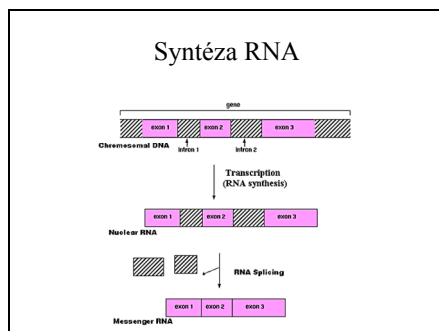 Syntéza RNA
gene
exon 1 exon 2 exon 3
Chromosomal DNA intron 1 intron 2
Transcription
(RNA synthesis)
exon 1 exon 2 exon 3
Nuclear RNA
RNA Splicing
exon 1 exon 2 exon 3
Messenger RNA